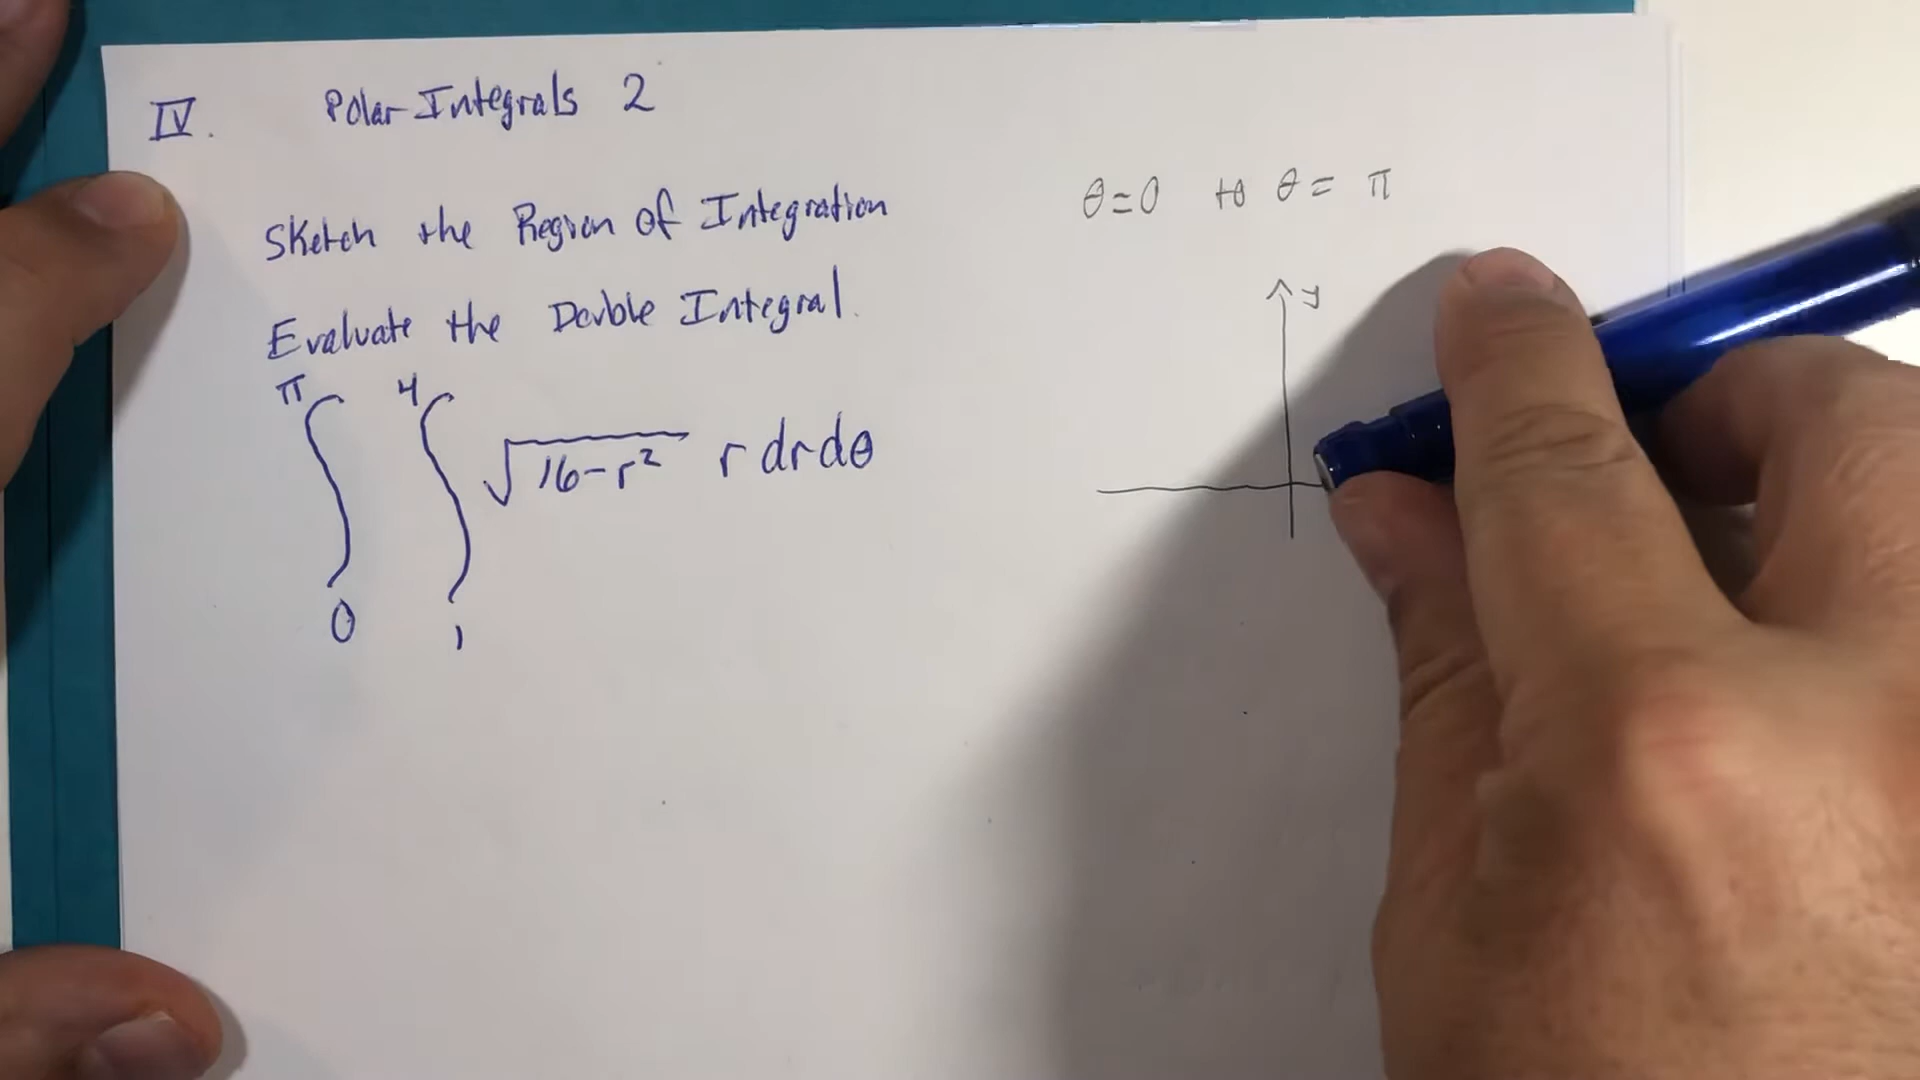 IV. Polar Integrals 2
Sketch the Region of Integration
Evaluate the Double Integral.
π 4
∫ ∫ √16-r² r dr dθ
0 1
θ=0 to θ= π
y